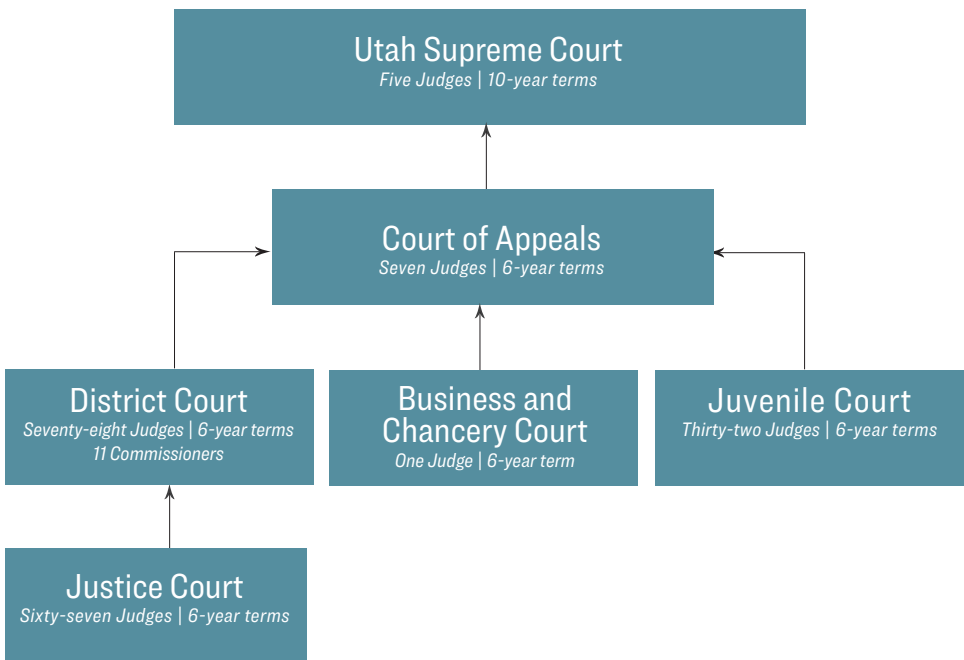 Utah Supreme Court
Five Judges | 10-year terms
Court of Appeals
Seven Judges | 6-year terms
District Court
Seventy-eight Judges | 6-year terms
11 Commissioners
Business and
Chancery Court
One Judge | 6-year term
Juvenile Court
Thirty-two Judges | 6-year terms
Justice Court
Sixty-seven Judges | 6-year terms